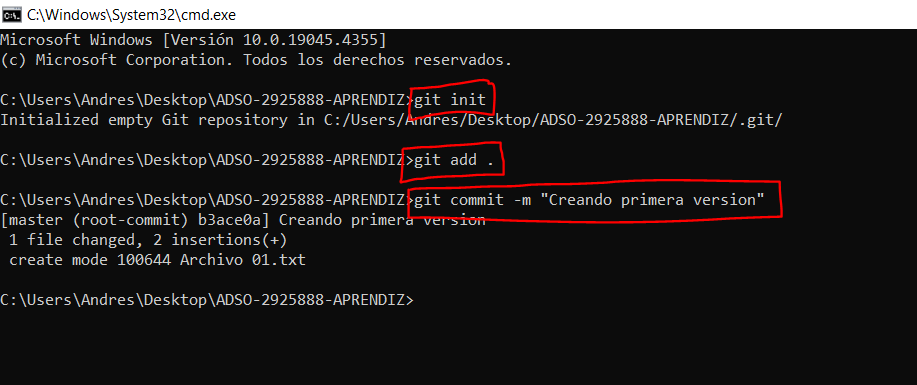 C:\Windows\System32\cmd.exe
Microsoft Windows [Versión 10.0.19045.4355]
(c) Microsoft Corporation. Todos los derechos reservados.
C:\Users\Andres\Desktop\ADSO-2925888-APRENDIZ>git init
Initialized empty Git repository in C:/Users/Andres/Desktop/ADSO-2925888-APRENDIZ/.git/
C:\Users\Andres\Desktop\ADSO-2925888-APRENDIZ>git add .
C:\Users\Andres\Desktop\ADSO-2925888-APRENDIZ>git commit -m "Creando primera version"
[master (root-commit) b3ace0a] Creando primera version
1 file changed, 2 insertions(+)
create mode 100644 Archivo 01.txt
C:\Users\Andres\Desktop\ADSO-2925888-APRENDIZ>